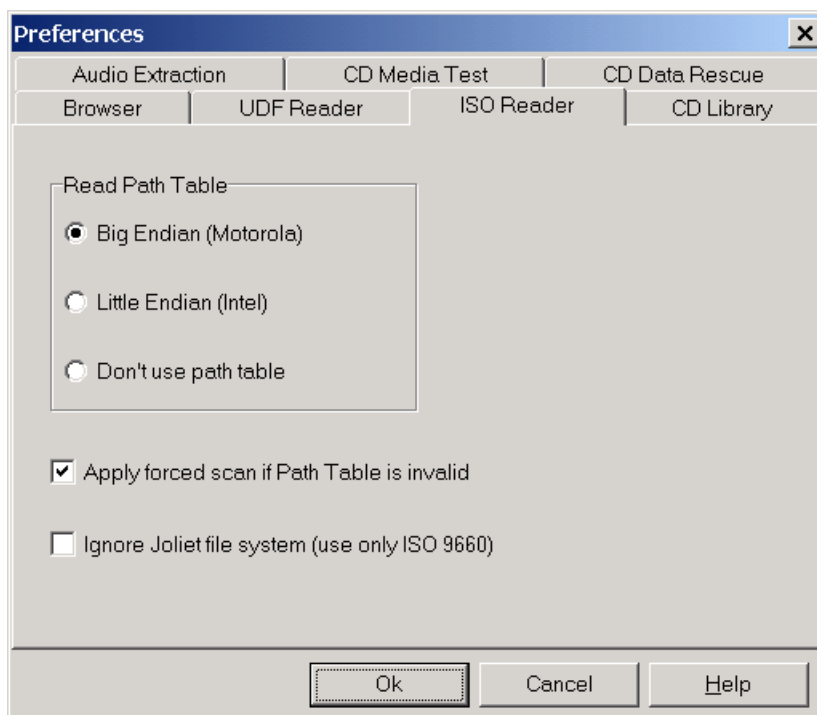 Preferences
Audio Extraction CD Media Test CD Data Rescue
Browser UDF Reader ISO Reader CD Library
Read Path Table
Big Endian (Motorola)
Little Endian (Intel)
Don't use path table
Apply forced scan if Path Table is invalid
Ignore Joliet file system (use only ISO 9660)
Ok Cancel Help